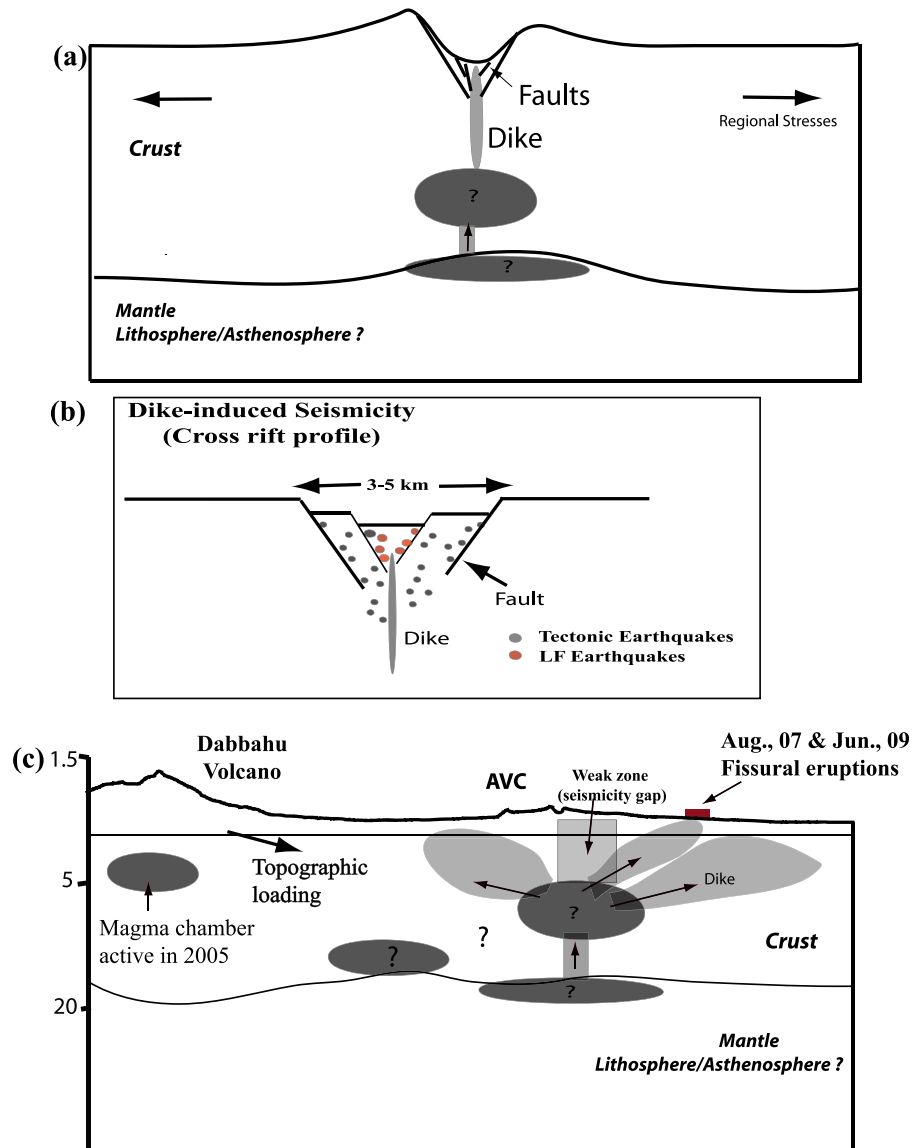 (a)
Faults
Dike
Regional Stresses
Crust
?
?
Mantle
Lithosphere/Asthenosphere ?
(b)
Dike-induced Seismicity
(Cross rift profile)
3-5 km
Fault
Dike
Tectonic Earthquakes
LF Earthquakes
(c)
1.5
Dabbahu
Volcano
AVC
Weak zone
(seismicity gap)
Aug., 07 & Jun., 09
Fissural eruptions
Topographic
loading
5
Dike
?
Magma chamber
active in 2005
?
Crust
?
?
20
Mantle
Lithosphere/Asthenosphere ?